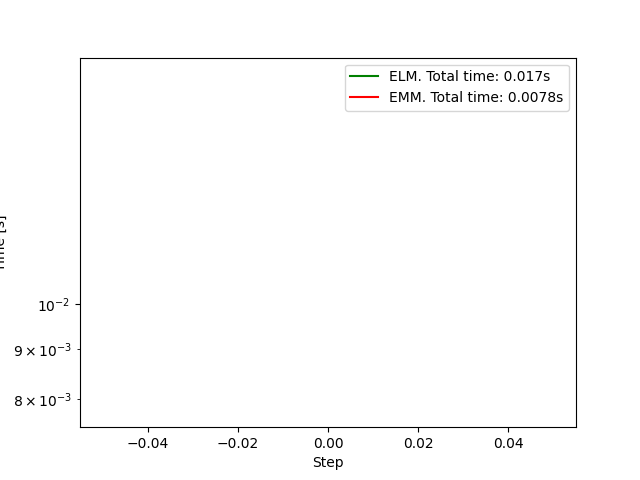 ELM. Total time: 0.017s
EMM. Total time: 0.0078s
Time [s]
10⁻²
9 × 10⁻³
8 × 10⁻³
−0.04 −0.02 0.00 0.02 0.04
Step